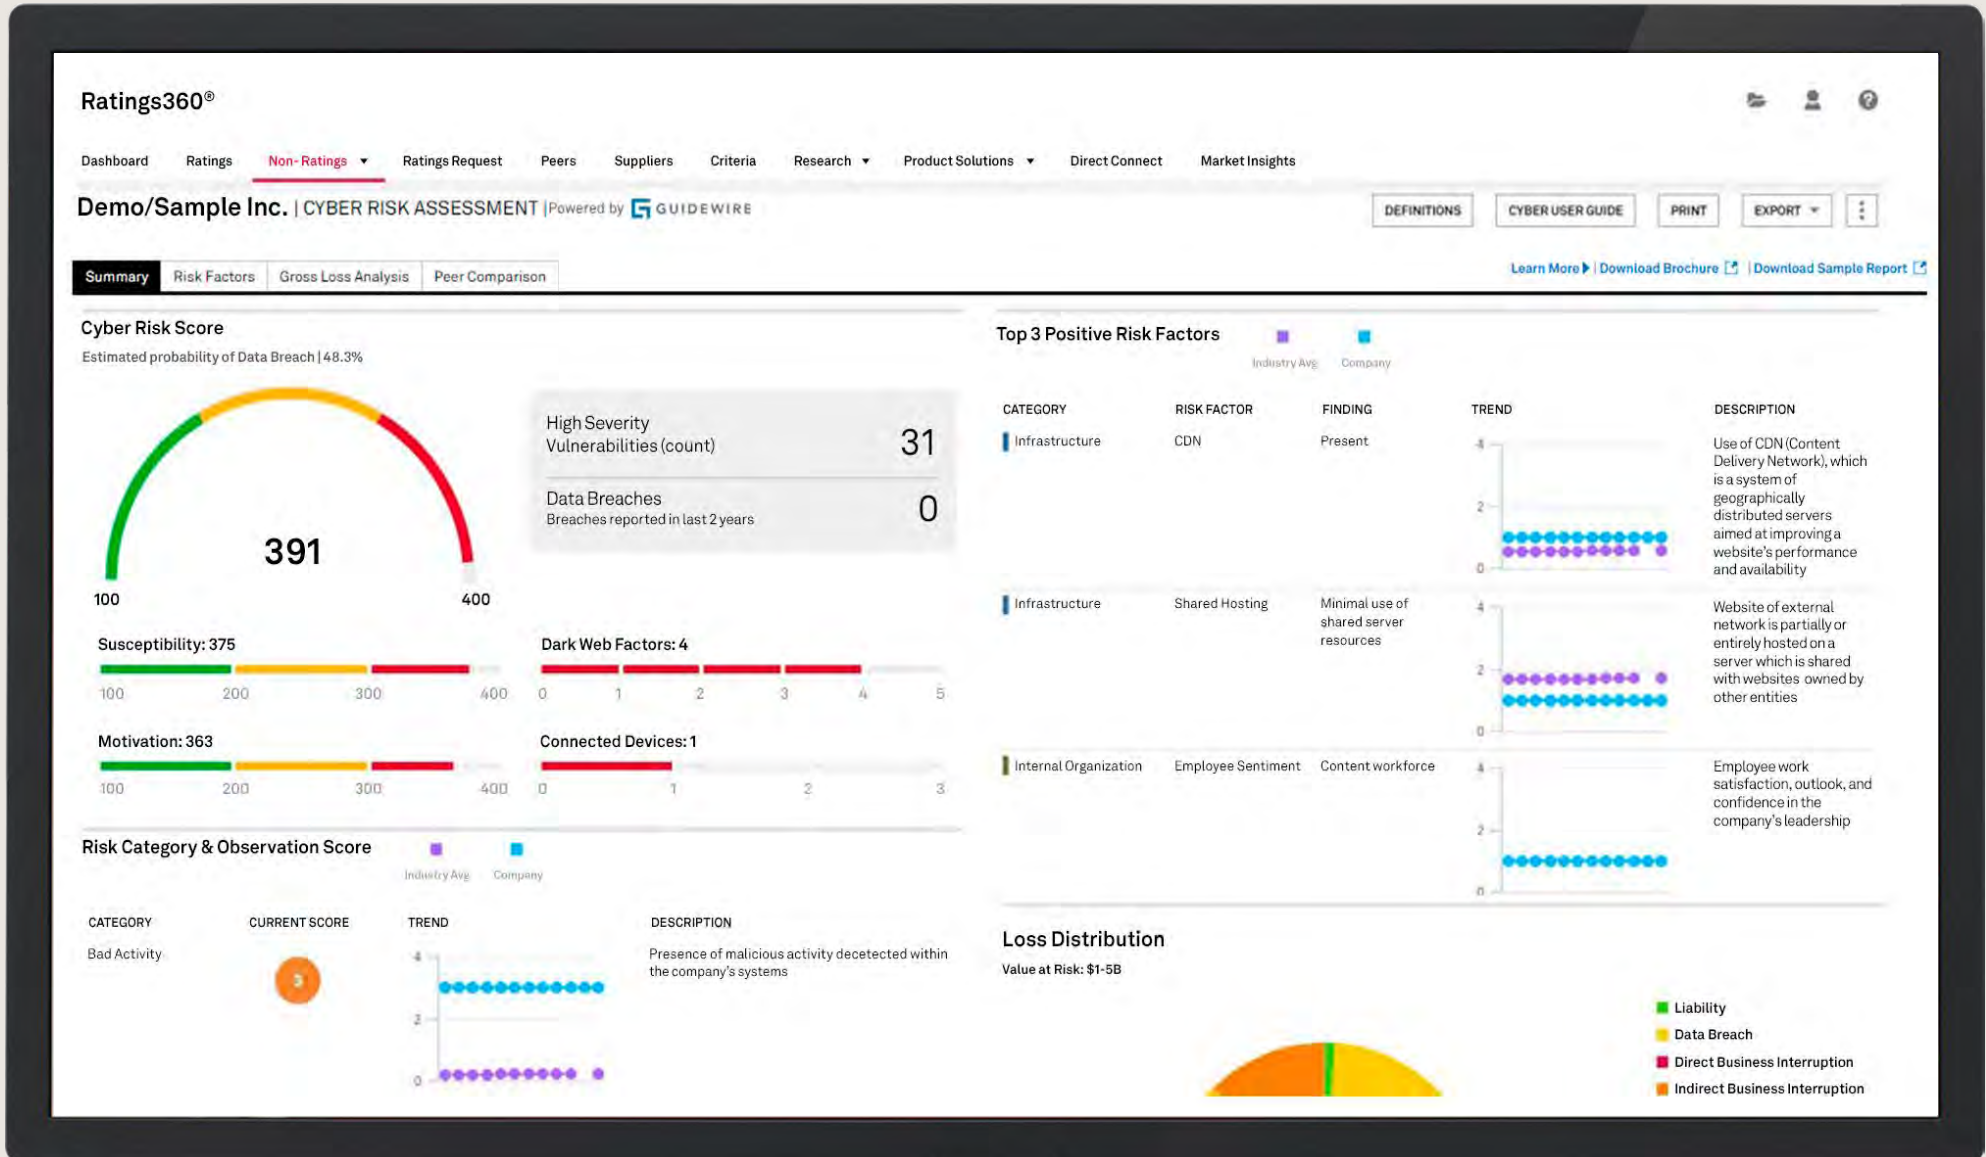 Ratings360®
Dashboard Ratings Non-Ratings Ratings Request Peers Suppliers Criteria Research Product Solutions Direct Connect Market Insights
Demo/Sample Inc. | CYBER RISK ASSESSMENT |Powered by GUIDEWIRE
DEFINITIONS CYBER USER GUIDE PRINT EXPORT
Summary Risk Factors Gross Loss Analysis Peer Comparison
Learn More | Download Brochure | Download Sample Report
Cyber Risk Score
Estimated probability of Data Breach | 48.3%
391
100 400
High Severity
Vulnerabilities (count)
31
Data Breaches
Breaches reported in last 2 years
0
Susceptibility: 375
100 200 300 400
Dark Web Factors: 4
0 1 2 3 4 5
Motivation: 363
100 200 300 400
Connected Devices: 1
0 1 2 3
Risk Category & Observation Score
Industry Avg Company
CATEGORY CURRENT SCORE TREND DESCRIPTION
Bad Activity
3
4
2
0
Presence of malicious activity decetected within
the company's systems
Top 3 Positive Risk Factors
Industry Avg Company
CATEGORY RISK FACTOR FINDING TREND DESCRIPTION
Infrastructure CDN Present
4
2
0
Use of CDN (Content
Delivery Network), which
is a system of
geographically
distributed servers
aimed at improving a
website's performance
and availability
Infrastructure Shared Hosting
Minimal use of
shared server
resources
4
2
0
Website of external
network is partially or
entirely hosted on a
server which is shared
with websites owned by
other entities
Internal Organization Employee Sentiment Content workforce
4
2
0
Employee work
satisfaction, outlook, and
confidence in the
company's leadership
Loss Distribution
Value at Risk: $1-5B
Liability
Data Breach
Direct Business Interruption
Indirect Business Interruption